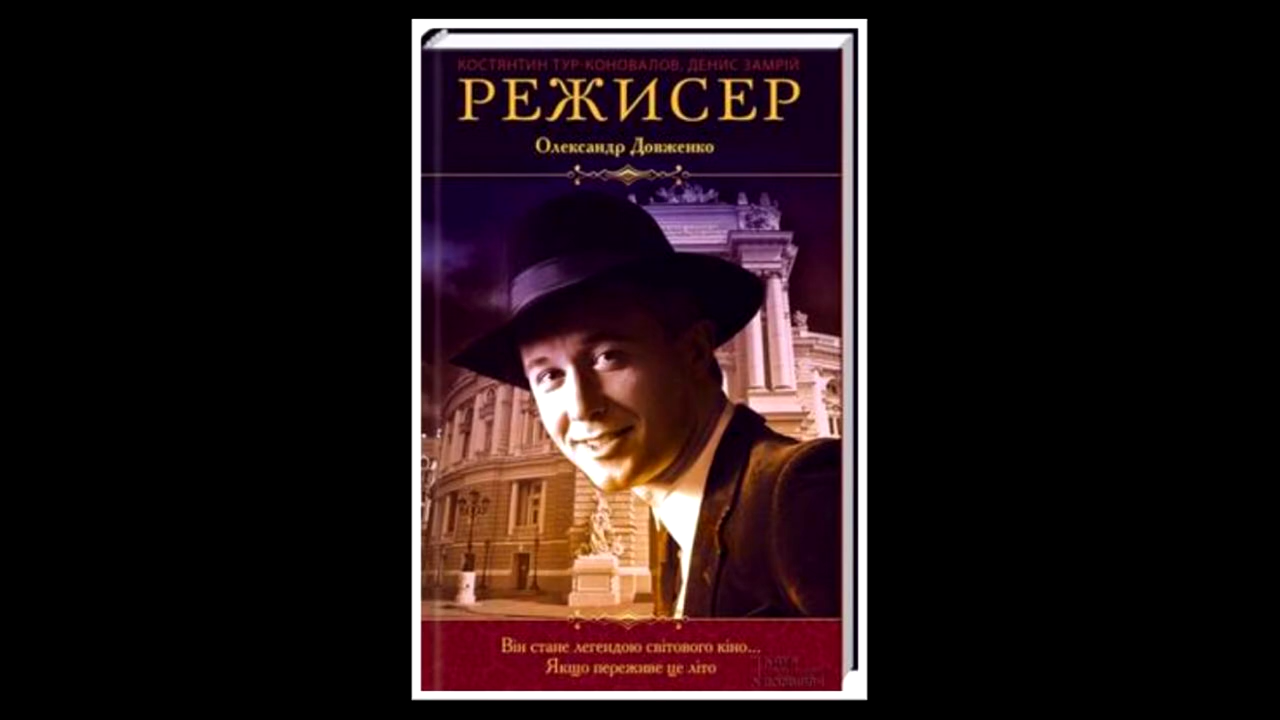 КОСТЯНТИН ТУР-КОНОВАЛОВ, ДЕНИС ЗАМРІЙ
РЕЖИСЕР
Олександр Довженко
Він стане легендою світового кіно...
Якщо переживе це літо